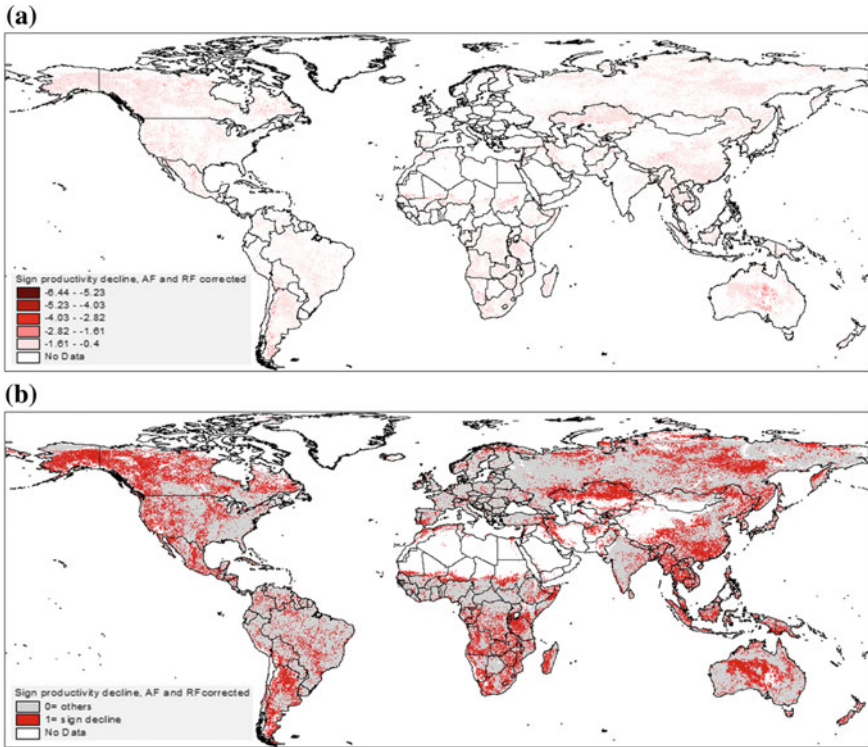 (a)
Sign productivity decline, AF and RF corrected
-6.44 - -5.23
-5.23 - -4.03
-4.03 - -2.82
-2.82 - -1.61
-1.61 - -0.4
No Data
(b)
Sign productivity decline, AF and RFcorrected
0= others
1= sign decline
No Data